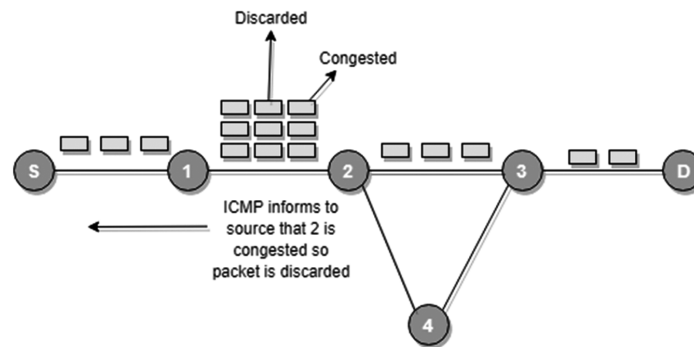 Discarded
Congested
S
1
2
3
D
ICMP informs to
source that 2 is
congested so
packet is discarded
4